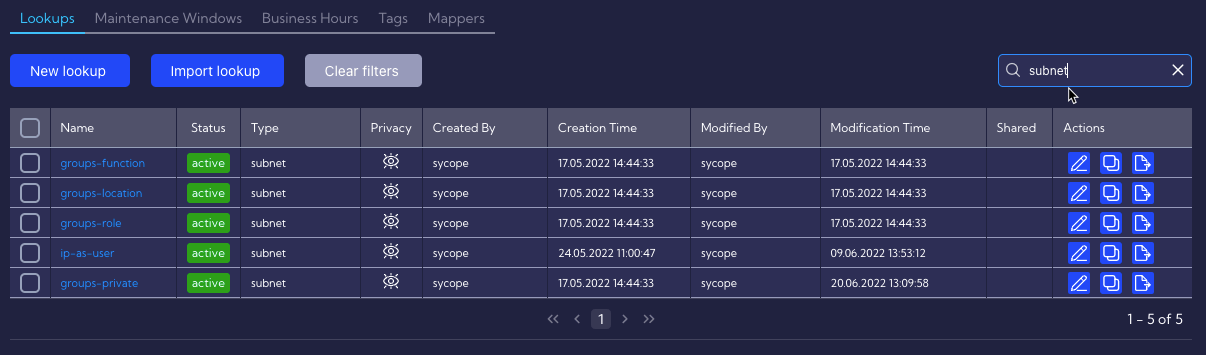 Lookups Maintenance Windows Business Hours Tags Mappers
New lookup Import lookup Clear filters subnet
Name Status Type Privacy Created By Creation Time Modified By Modification Time Shared Actions
groups-function active subnet sycope 17.05.2022 14:44:33 sycope 17.05.2022 14:44:33
groups-location active subnet sycope 17.05.2022 14:44:33 sycope 17.05.2022 14:44:33
groups-role active subnet sycope 17.05.2022 14:44:33 sycope 17.05.2022 14:44:33
ip-as-user active subnet sycope 24.05.2022 11:00:47 sycope 09.06.2022 13:53:12
groups-private active subnet sycope 17.05.2022 14:44:33 sycope 20.06.2022 13:09:58
1 1 - 5 of 5